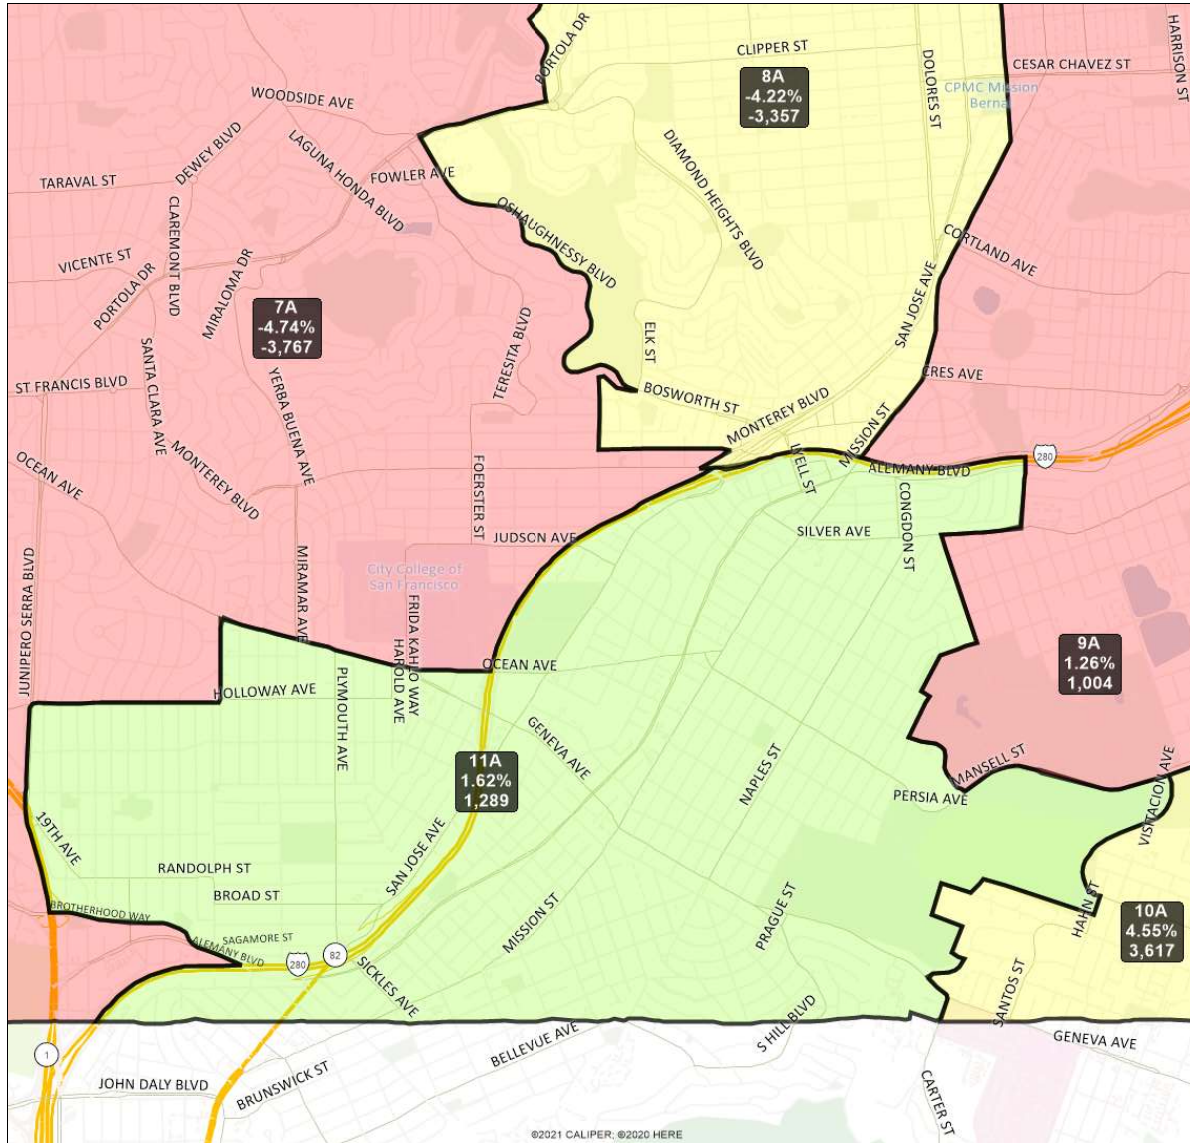 PORTOLA DR
CLIPPER ST
DOLORES ST
HARRISON ST
CESAR CHAVEZ ST
8A
-4.22%
-3,357
CPMC Mission
Bernal
WOODSIDE AVE
DEWEY BLVD
LAGUNA HONDA BLVD
FOWLER AVE
DIAMOND HEIGHTS BLVD
TARAVAL ST
CLAREMONT BLVD
OSHAUGHNESSY BLVD
CORTLAND AVE
VICENTE ST
PORTOLA DR
MIRALOMA DR
SAN JOSE AVE
7A
-4.74%
-3,767
TERESITA BLVD
ELK ST
SANTA CLARA AVE
ST FRANCIS BLVD
YERBA BUENA AVE
BOSWORTH ST
CRES AVE
MONTEREY BLVD
MISSION ST
OCEAN AVE
MONTEREY BLVD
FOERSTER ST
LYELL ST
ALEMANY BLVD
280
CONGDON ST
JUDSON AVE
SILVER AVE
JUNIPERO SERRA BLVD
MIRAMAR AVE
City College of
San Francisco
FRIDA KAHLO WAY
HAROLD AVE
OCEAN AVE
9A
1.26%
1,004
HOLLOWAY AVE
PLYMOUTH AVE
GENEVA AVE
11A
1.62%
1,289
NAPLES ST
MANSELL ST
PERSIA AVE
VISITACION AVE
19TH AVE
SAN JOSE AVE
RANDOLPH ST
BROAD ST
BROTHERHOOD WAY
SAGAMORE ST
ALEMANY BLVD
280
82
SICKLES AVE
MISSION ST
PRAGUE ST
HAHN ST
10A
4.55%
3,617
SANTOS ST
S HILL BLVD
GENEVA AVE
1
BELLEVUE AVE
JOHN DALY BLVD
BRUNSWICK ST
CARTER ST
©2021 CALIPER; ©2020 HERE